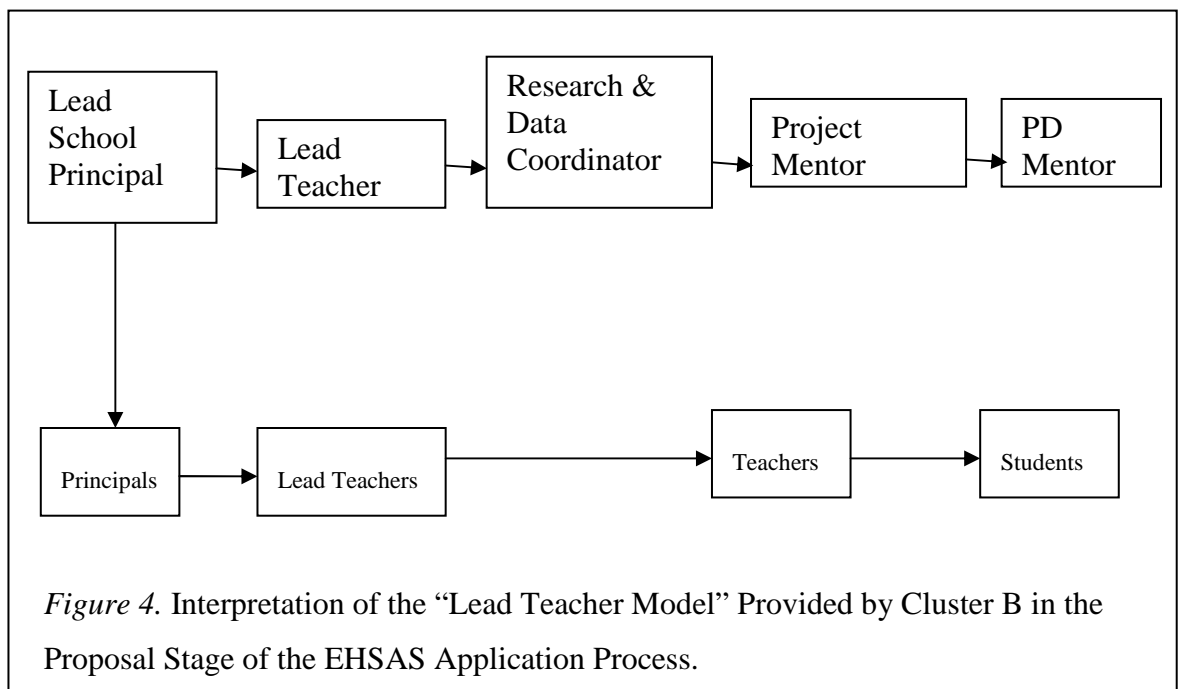 Lead
School
Principal
Lead
Teacher
Research &
Data
Coordinator
Project
Mentor
PD
Mentor
Principals
Lead Teachers
Teachers
Students
Figure 4. Interpretation of the “Lead Teacher Model” Provided by Cluster B in the
Proposal Stage of the EHSAS Application Process.